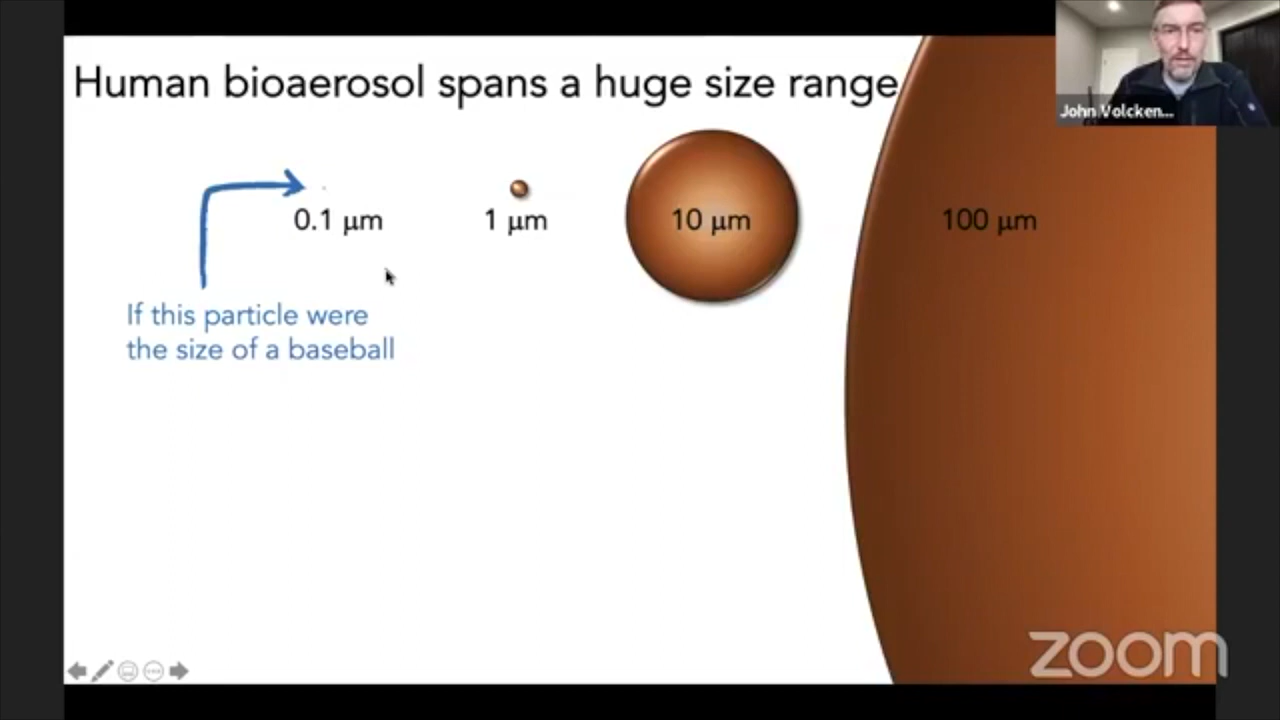 Human bioaerosol spans a huge size range
John Volcken...
0.1 μm
1 μm
10 μm
100 μm
If this particle were
the size of a baseball
zoom